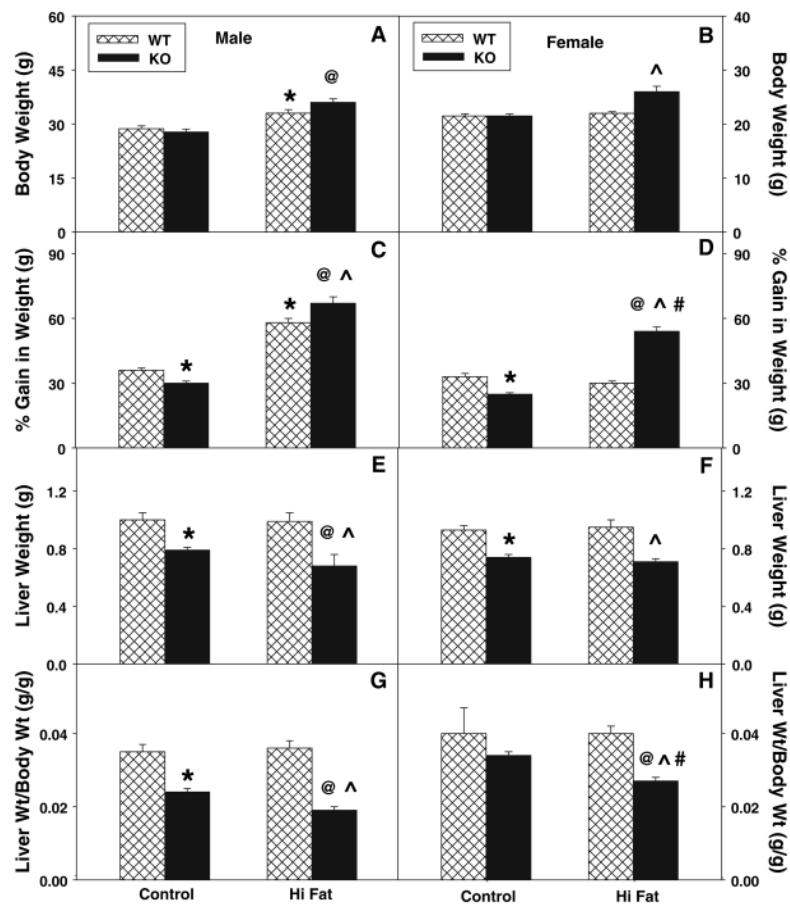 60
45
30
15
0
Body Weight (g)
WT
KO
Male
A
*
@
WT
KO
Female
B
^
40
30
20
10
0
Body Weight (g)
90
60
30
0
% Gain in Weight (g)
C
*
*
@ ^
D
*
@ ^ #
90
60
30
0
% Gain in Weight (g)
1.2
0.8
0.4
0.0
Liver Weight (g)
E
*
@ ^
F
*
^
1.2
0.8
0.4
0.0
Liver Weight (g)
0.04
0.02
0.00
Liver Wt/Body Wt (g/g)
G
*
@ ^
H
@ ^ #
0.04
0.02
0.00
Liver Wt/Body Wt (g/g)
Control
Hi Fat
Control
Hi Fat